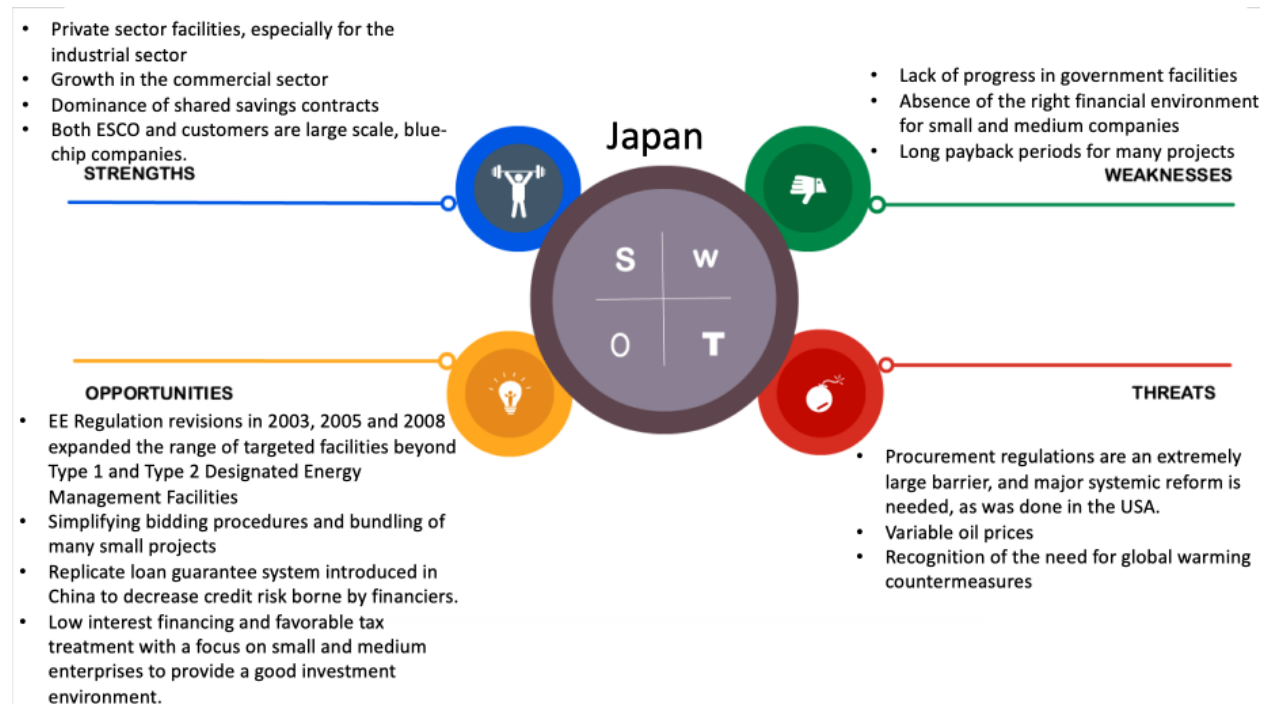 • Private sector facilities, especially for the
industrial sector
• Growth in the commercial sector
• Dominance of shared savings contracts
• Both ESCO and customers are large scale, blue-
chip companies.
STRENGTHS
Japan
• Lack of progress in government facilities
• Absence of the right financial environment
for small and medium companies
• Long payback periods for many projects
WEAKNESSES
S W
O T
OPPORTUNITIES
• EE Regulation revisions in 2003, 2005 and 2008
expanded the range of targeted facilities beyond
Type 1 and Type 2 Designated Energy
Management Facilities
• Simplifying bidding procedures and bundling of
many small projects
• Replicate loan guarantee system introduced in
China to decrease credit risk borne by financiers.
• Low interest financing and favorable tax
treatment with a focus on small and medium
enterprises to provide a good investment
environment.
THREATS
• Procurement regulations are an extremely
large barrier, and major systemic reform is
needed, as was done in the USA.
• Variable oil prices
• Recognition of the need for global warming
countermeasures